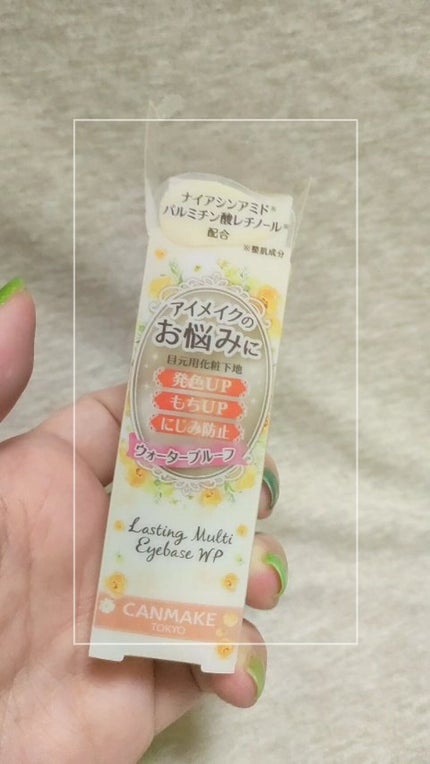 ナイアシンアミド※
パルミチン酸レチノール※
配合
※整肌成分
アイメイクの
お悩みに
目元用化粧下地
発色UP
もちUP
にじみ防止
ウォータープルーフ
Lasting Multi
Eyebase WP
CANMAKE
TOKYO